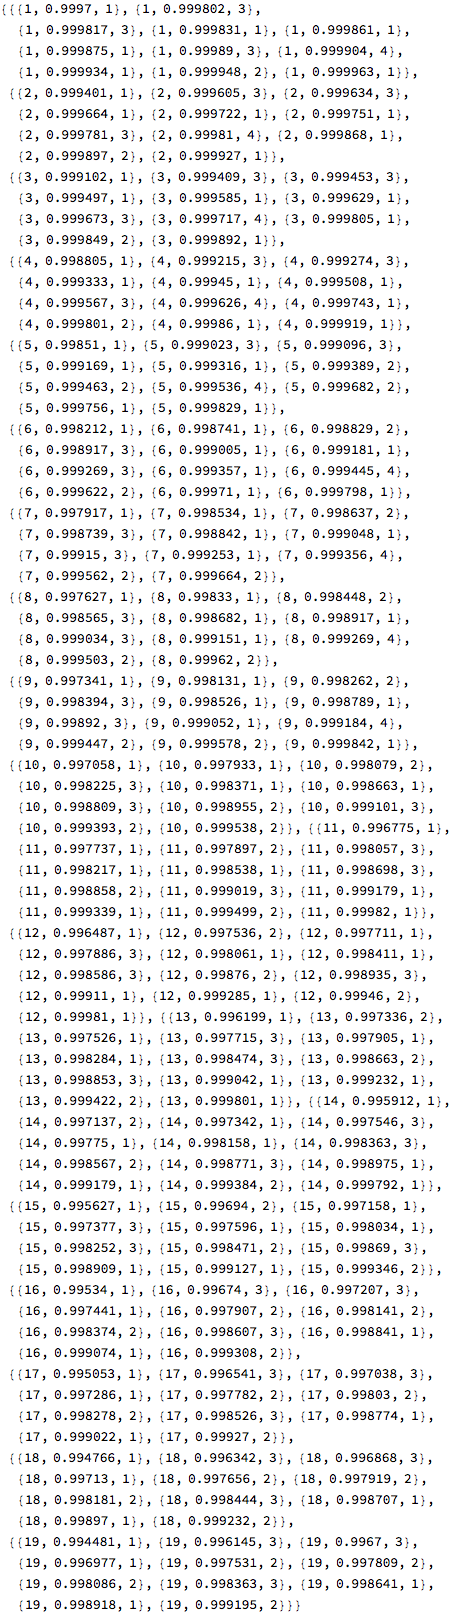 {{{1, 0.9997, 1}, {1, 0.999802, 3},
{1, 0.999817, 3}, {1, 0.999831, 1}, {1, 0.999861, 1},
{1, 0.999875, 1}, {1, 0.99989, 3}, {1, 0.999904, 4},
{1, 0.999934, 1}, {1, 0.999948, 2}, {1, 0.999963, 1}},
{{2, 0.999401, 1}, {2, 0.999605, 3}, {2, 0.999634, 3},
{2, 0.999664, 1}, {2, 0.999722, 1}, {2, 0.999751, 1},
{2, 0.999781, 3}, {2, 0.99981, 4}, {2, 0.999868, 1},
{2, 0.999897, 2}, {2, 0.999927, 1}},
{{3, 0.999102, 1}, {3, 0.999409, 3}, {3, 0.999453, 3},
{3, 0.999497, 1}, {3, 0.999585, 1}, {3, 0.999629, 1},
{3, 0.999673, 3}, {3, 0.999717, 4}, {3, 0.999805, 1},
{3, 0.999849, 2}, {3, 0.999892, 1}},
{{4, 0.998805, 1}, {4, 0.999215, 3}, {4, 0.999274, 3},
{4, 0.999333, 1}, {4, 0.99945, 1}, {4, 0.999508, 1},
{4, 0.999567, 3}, {4, 0.999626, 4}, {4, 0.999743, 1},
{4, 0.999801, 2}, {4, 0.99986, 1}, {4, 0.999919, 1}},
{{5, 0.99851, 1}, {5, 0.999023, 3}, {5, 0.999096, 3},
{5, 0.999169, 1}, {5, 0.999316, 1}, {5, 0.999389, 2},
{5, 0.999463, 2}, {5, 0.999536, 4}, {5, 0.999682, 2},
{5, 0.999756, 1}, {5, 0.999829, 1}},
{{6, 0.998212, 1}, {6, 0.998741, 1}, {6, 0.998829, 2},
{6, 0.998917, 3}, {6, 0.999005, 1}, {6, 0.999181, 1},
{6, 0.999269, 3}, {6, 0.999357, 1}, {6, 0.999445, 4},
{6, 0.999622, 2}, {6, 0.99971, 1}, {6, 0.999798, 1}},
{{7, 0.997917, 1}, {7, 0.998534, 1}, {7, 0.998637, 2},
{7, 0.998739, 3}, {7, 0.998842, 1}, {7, 0.999048, 1},
{7, 0.99915, 3}, {7, 0.999253, 1}, {7, 0.999356, 4},
{7, 0.999562, 2}, {7, 0.999664, 2}},
{{8, 0.997627, 1}, {8, 0.99833, 1}, {8, 0.998448, 2},
{8, 0.998565, 3}, {8, 0.998682, 1}, {8, 0.998917, 1},
{8, 0.999034, 3}, {8, 0.999151, 1}, {8, 0.999269, 4},
{8, 0.999503, 2}, {8, 0.99962, 2}},
{{9, 0.997341, 1}, {9, 0.998131, 1}, {9, 0.998262, 2},
{9, 0.998394, 3}, {9, 0.998526, 1}, {9, 0.998789, 1},
{9, 0.99892, 3}, {9, 0.999052, 1}, {9, 0.999184, 4},
{9, 0.999447, 2}, {9, 0.999578, 2}, {9, 0.999842, 1}},
{{10, 0.997058, 1}, {10, 0.997933, 1}, {10, 0.998079, 2},
{10, 0.998225, 3}, {10, 0.998371, 1}, {10, 0.998663, 1},
{10, 0.998809, 3}, {10, 0.998955, 2}, {10, 0.999101, 3},
{10, 0.999393, 2}, {10, 0.999538, 2}}, {{11, 0.996775, 1},
{11, 0.997737, 1}, {11, 0.997897, 2}, {11, 0.998057, 3},
{11, 0.998217, 1}, {11, 0.998538, 1}, {11, 0.998698, 3},
{11, 0.998858, 2}, {11, 0.999019, 3}, {11, 0.999179, 1},
{11, 0.999339, 1}, {11, 0.999499, 2}, {11, 0.99982, 1}},
{{12, 0.996487, 1}, {12, 0.997536, 2}, {12, 0.997711, 1},
{12, 0.997886, 3}, {12, 0.998061, 1}, {12, 0.998411, 1},
{12, 0.998586, 3}, {12, 0.99876, 2}, {12, 0.998935, 3},
{12, 0.99911, 1}, {12, 0.999285, 1}, {12, 0.99946, 2},
{12, 0.99981, 1}}, {{13, 0.996199, 1}, {13, 0.997336, 2},
{13, 0.997526, 1}, {13, 0.997715, 3}, {13, 0.997905, 1},
{13, 0.998284, 1}, {13, 0.998474, 3}, {13, 0.998663, 2},
{13, 0.998853, 3}, {13, 0.999042, 1}, {13, 0.999232, 1},
{13, 0.999422, 2}, {13, 0.999801, 1}}, {{14, 0.995912, 1},
{14, 0.997137, 2}, {14, 0.997342, 1}, {14, 0.997546, 3},
{14, 0.99775, 1}, {14, 0.998158, 1}, {14, 0.998363, 3},
{14, 0.998567, 2}, {14, 0.998771, 3}, {14, 0.998975, 1},
{14, 0.999179, 1}, {14, 0.999384, 2}, {14, 0.999792, 1}},
{{15, 0.995627, 1}, {15, 0.99694, 2}, {15, 0.997158, 1},
{15, 0.997377, 3}, {15, 0.997596, 1}, {15, 0.998034, 1},
{15, 0.998252, 3}, {15, 0.998471, 2}, {15, 0.99869, 3},
{15, 0.998909, 1}, {15, 0.999127, 1}, {15, 0.999346, 2}},
{{16, 0.99534, 1}, {16, 0.99674, 3}, {16, 0.997207, 3},
{16, 0.997441, 1}, {16, 0.997907, 2}, {16, 0.998141, 2},
{16, 0.998374, 2}, {16, 0.998607, 3}, {16, 0.998841, 1},
{16, 0.999074, 1}, {16, 0.999308, 2}},
{{17, 0.995053, 1}, {17, 0.996541, 3}, {17, 0.997038, 3},
{17, 0.997286, 1}, {17, 0.997782, 2}, {17, 0.99803, 2},
{17, 0.998278, 2}, {17, 0.998526, 3}, {17, 0.998774, 1},
{17, 0.999022, 1}, {17, 0.99927, 2}},
{{18, 0.994766, 1}, {18, 0.996342, 3}, {18, 0.996868, 3},
{18, 0.99713, 1}, {18, 0.997656, 2}, {18, 0.997919, 2},
{18, 0.998181, 2}, {18, 0.998444, 3}, {18, 0.998707, 1},
{18, 0.99897, 1}, {18, 0.999232, 2}},
{{19, 0.994481, 1}, {19, 0.996145, 3}, {19, 0.9967, 3},
{19, 0.996977, 1}, {19, 0.997531, 2}, {19, 0.997809, 2},
{19, 0.998086, 2}, {19, 0.998363, 3}, {19, 0.998641, 1},
{19, 0.998918, 1}, {19, 0.999195, 2}}}